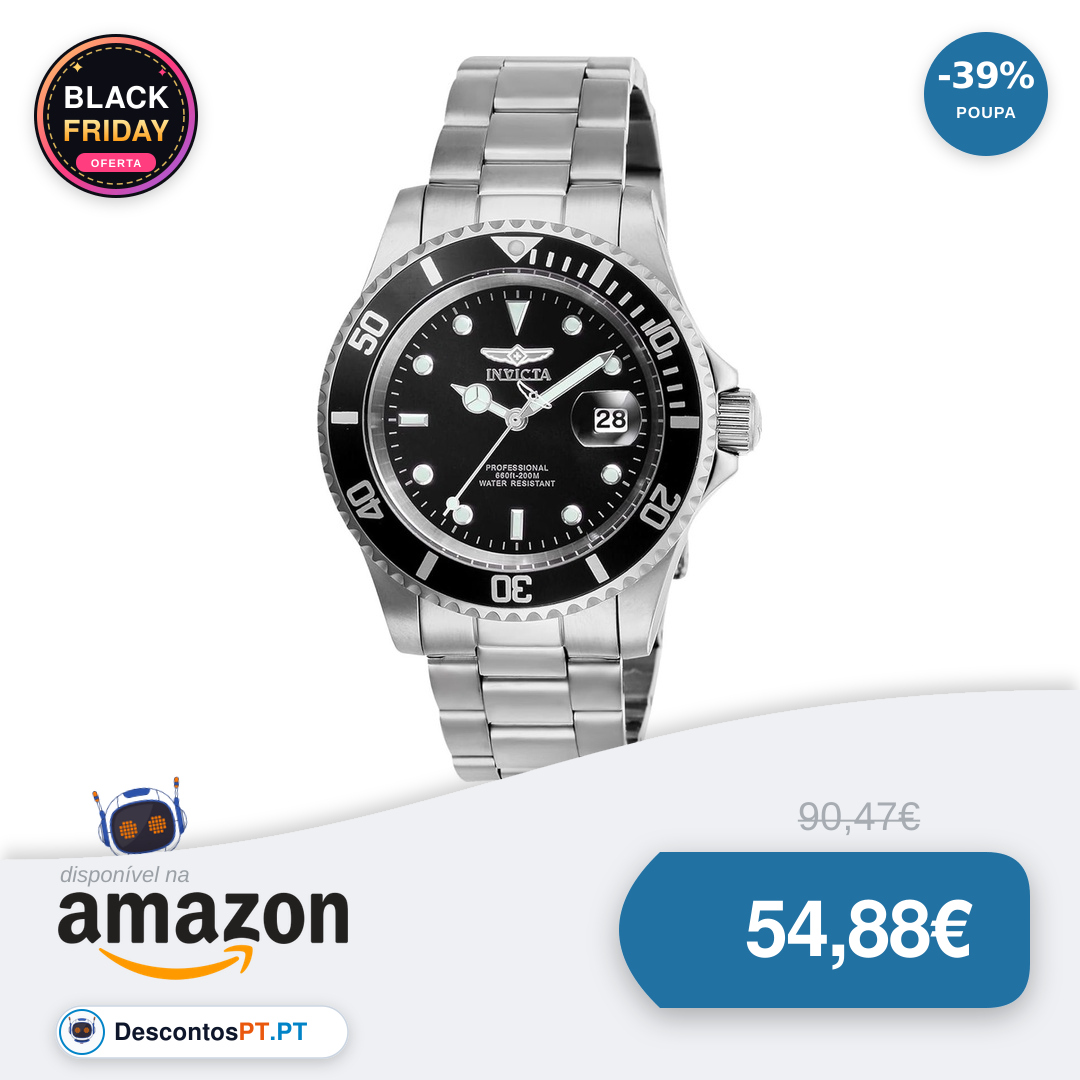 BLACK
FRIDAY
OFERTA
-39%
POUPA
50
10
INVICTA
28
PROFESSIONAL
660ft-200M
WATER RESISTANT
40
20
30
90,47€
54,88€
disponível na
amazon
DescontosPT.PT